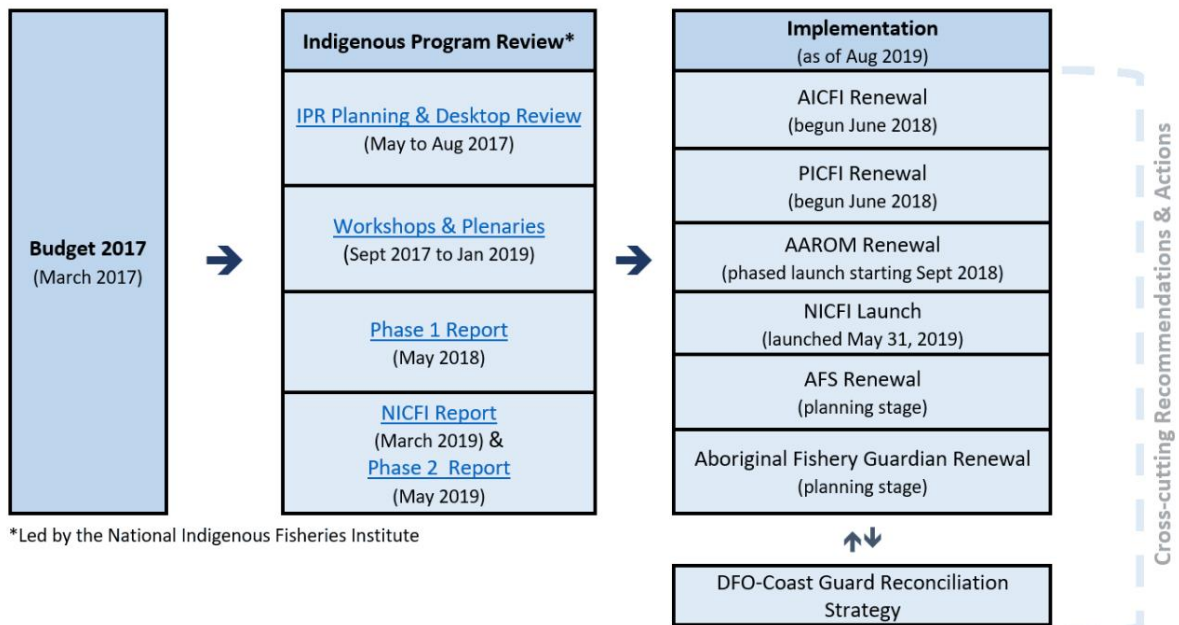 Budget 2017
(March 2017)
Indigenous Program Review*
IPR Planning & Desktop Review
(May to Aug 2017)
Workshops & Plenaries
(Sept 2017 to Jan 2019)
Phase 1 Report
(May 2018)
NICFI Report
(March 2019) &
Phase 2 Report
(May 2019)
*Led by the National Indigenous Fisheries Institute
Implementation
(as of Aug 2019)
AICFI Renewal
(begun June 2018)
PICFI Renewal
(begun June 2018)
AAROM Renewal
(phased launch starting Sept 2018)
NICFI Launch
(launched May 31, 2019)
AFS Renewal
(planning stage)
Aboriginal Fishery Guardian Renewal
(planning stage)
DFO-Coast Guard Reconciliation
Strategy
Cross-cutting Recommendations & Actions